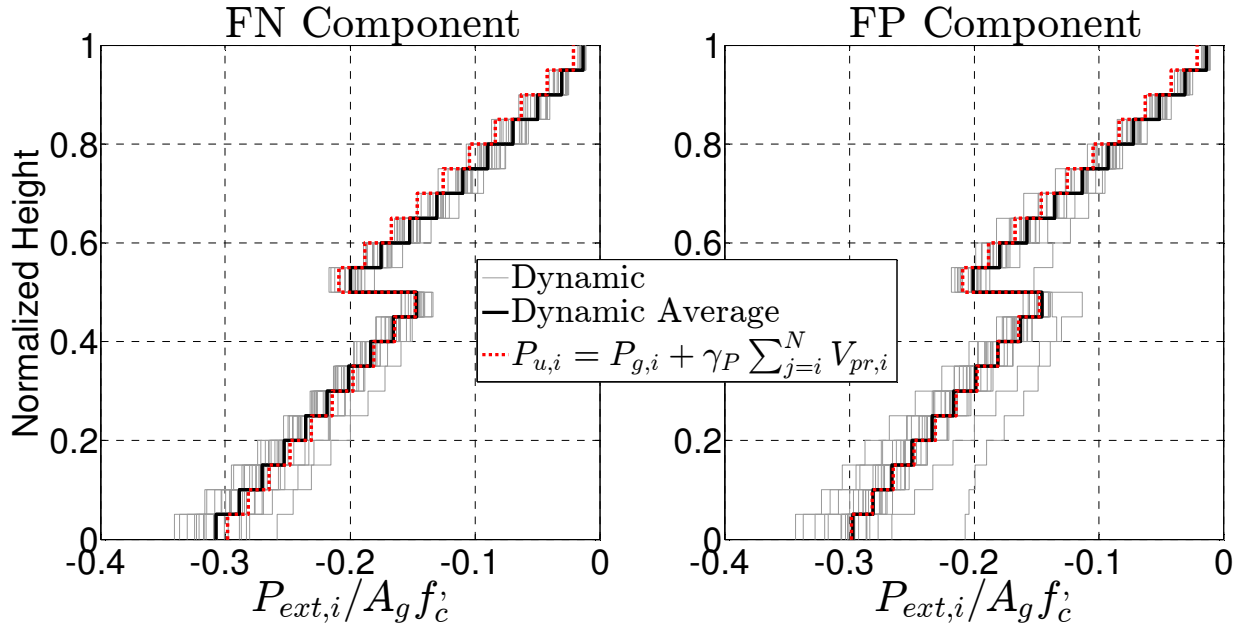 FN Component
FP Component
Normalized Height
1
0.8
0.6
0.4
0.2
0
-0.4 -0.3 -0.2 -0.1 0
P_{ext,i}/A_g f_c^,
1
0.8
0.6
0.4
0.2
0
-0.4 -0.3 -0.2 -0.1 0
P_{ext,i}/A_g f_c^,
Dynamic
Dynamic Average
P_{u,i} = P_{g,i} + γ_P ∑_{j=i}^N V_{pr,i}